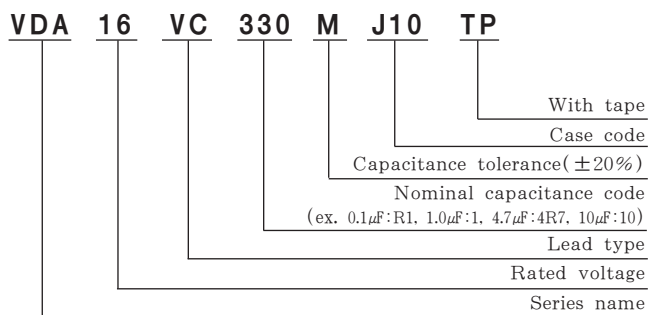 VDA 16 VC 330 M J10 TP
With tape
Case code
Capacitance tolerance(±20%)
Nominal capacitance code
(ex. 0.1μF:R1, 1.0μF:1, 4.7μF:4R7, 10μF:10)
Lead type
Rated voltage
Series name